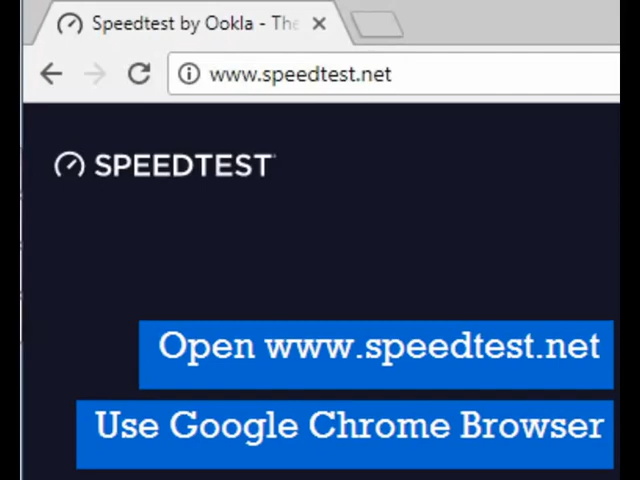 Speedtest by Ookla - The
www.speedtest.net
SPEEDTEST
Open www.speedtest.net
Use Google Chrome Browser